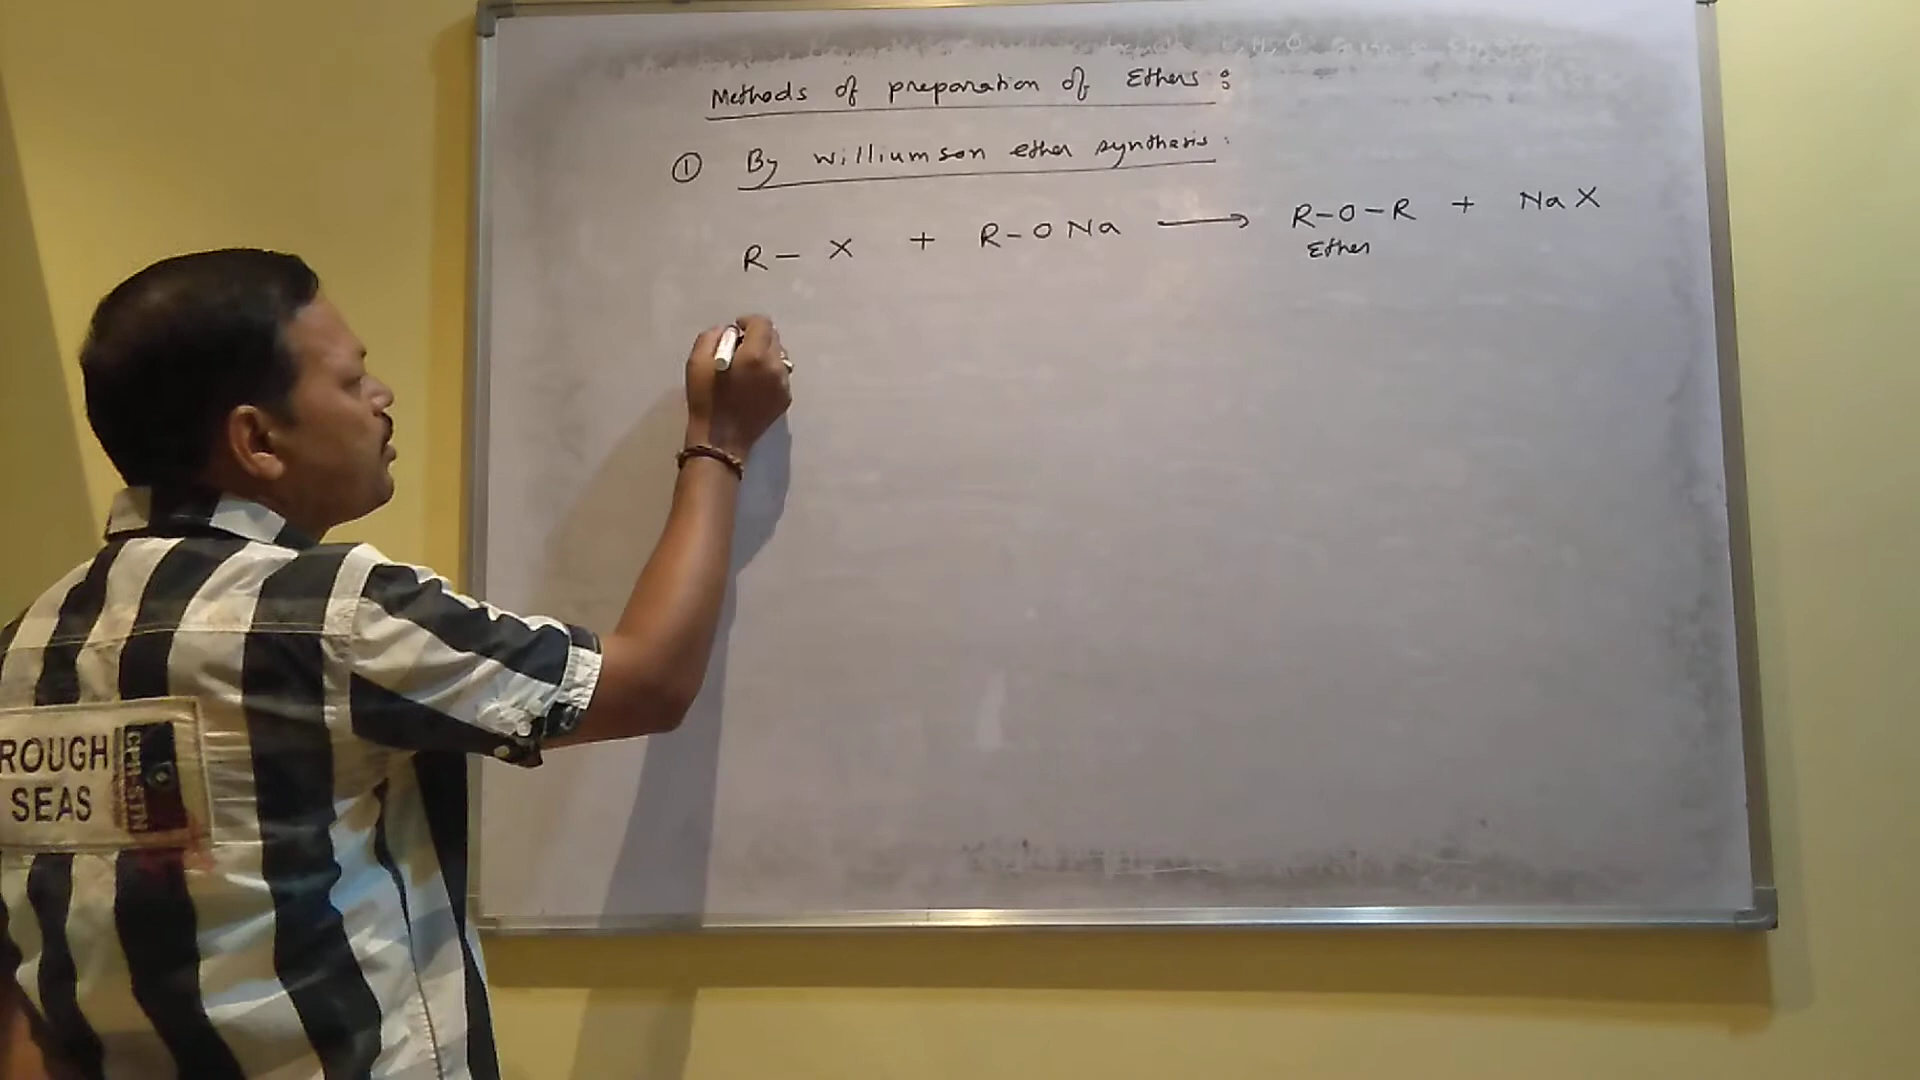 Methods of preparation of Ethers :
① By williumson ether synthesis :
R – X + R – O Na ⟶ R – O – R + Na X
Ether
ROUGH
SEAS